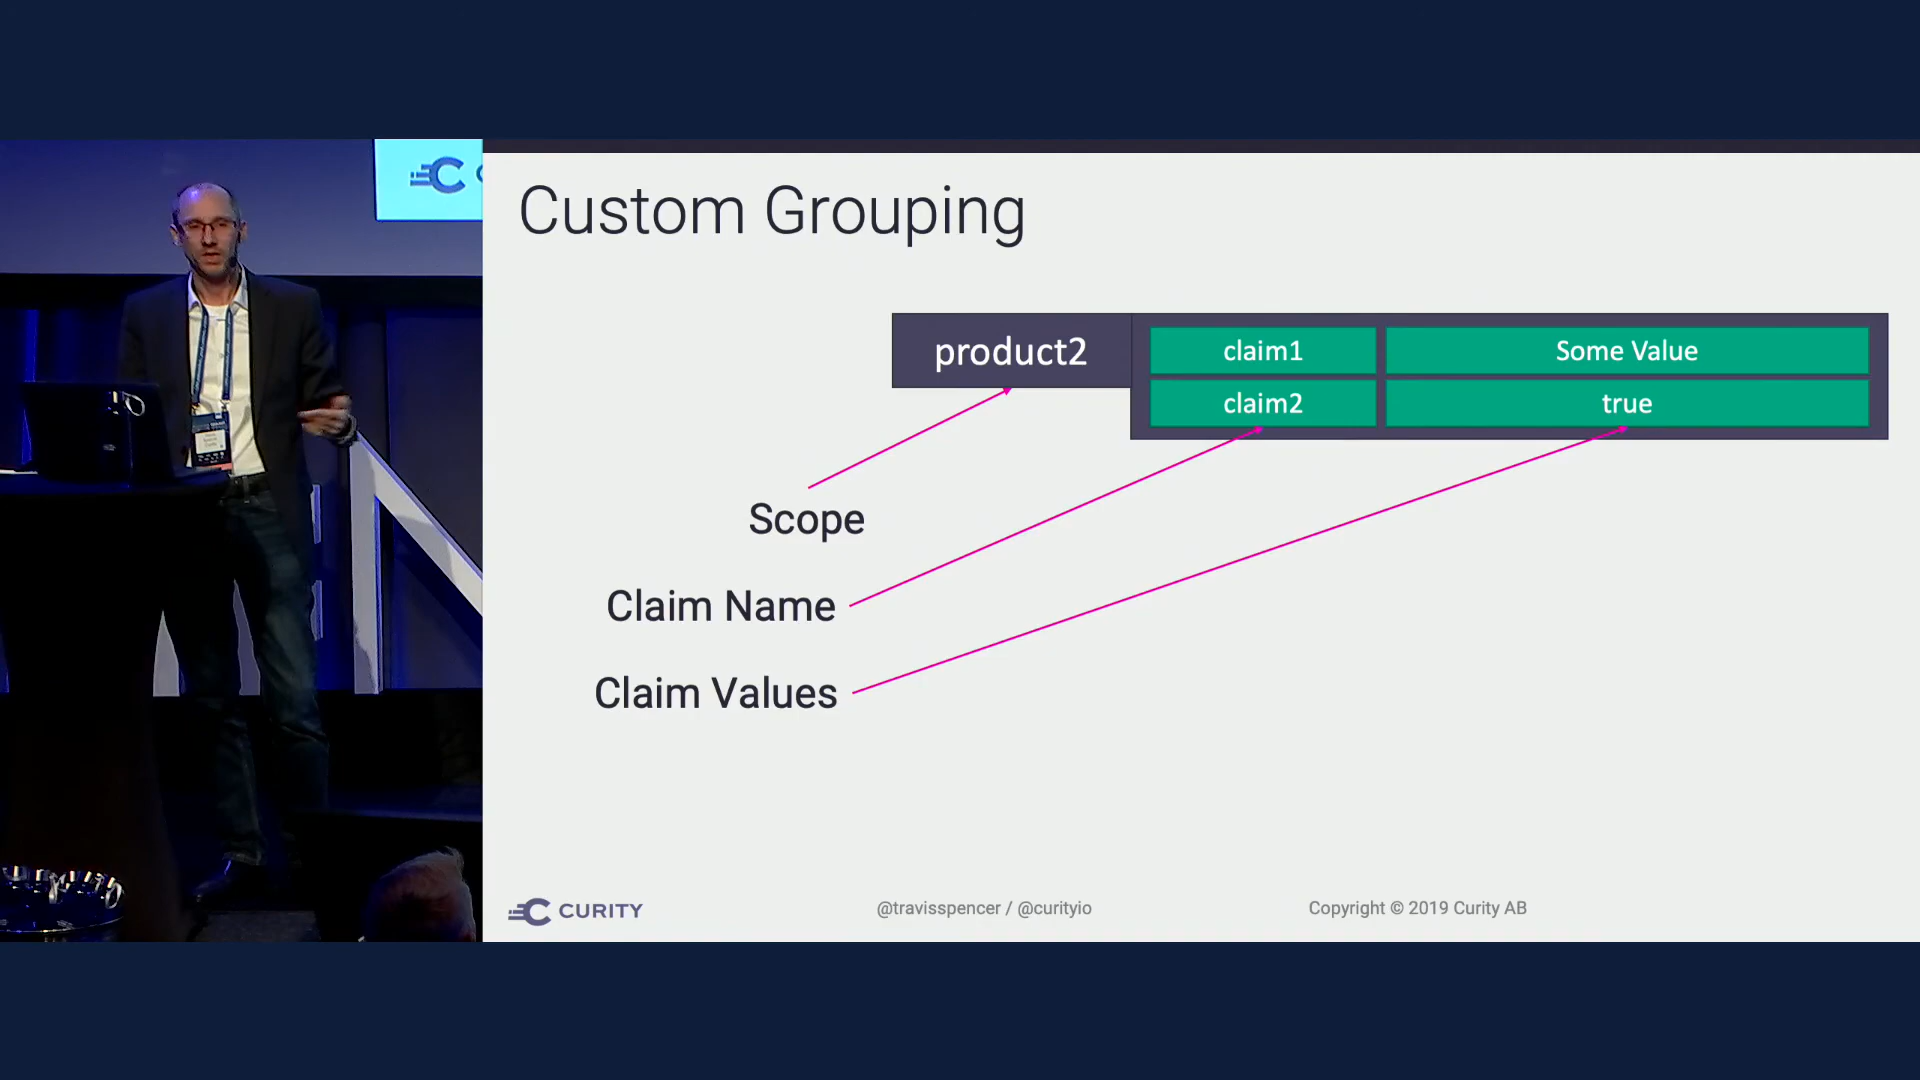 Custom Grouping
product2 claim1 Some Value
claim2 true
Scope
Claim Name
Claim Values
CURITY @travisspencer / @curityio Copyright © 2019 Curity AB